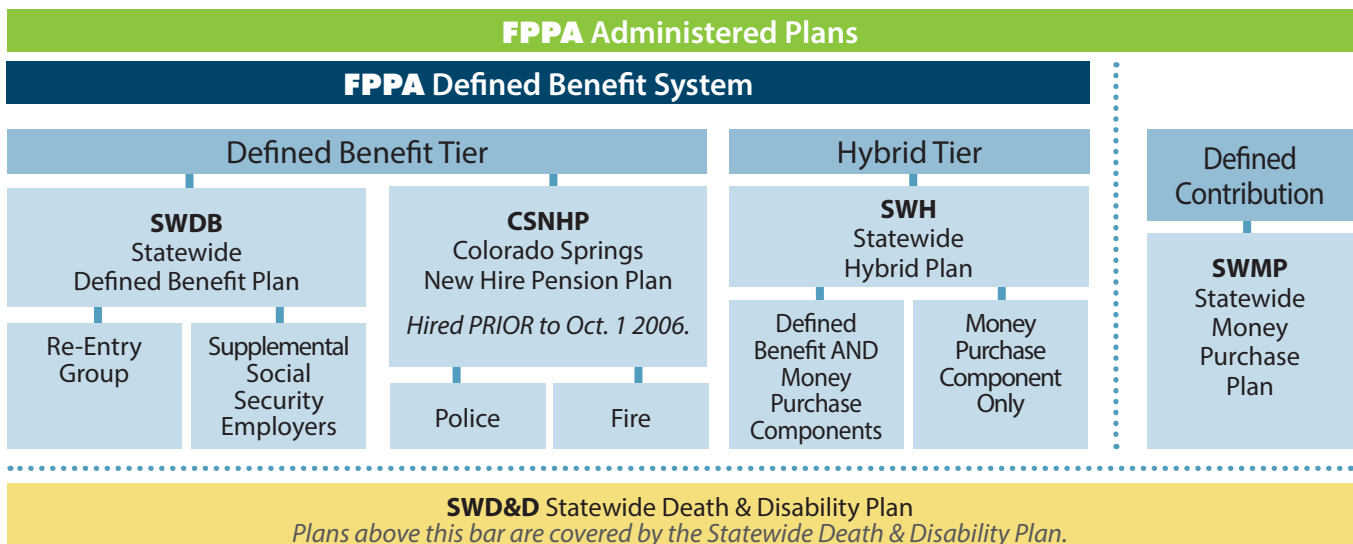 FPPA Administered Plans
FPPA Defined Benefit System
Defined Benefit Tier
SWDB
Statewide
Defined Benefit Plan
Re-Entry
Group
Supplemental
Social
Security
Employers
CSNHP
Colorado Springs
New Hire Pension Plan
Hired PRIOR to Oct. 1 2006.
Police
Fire
Hybrid Tier
SWH
Statewide
Hybrid Plan
Defined
Benefit AND
Money
Purchase
Components
Money
Purchase
Component
Only
Defined
Contribution
SWMP
Statewide
Money
Purchase
Plan
SWD&D Statewide Death & Disability Plan
Plans above this bar are covered by the Statewide Death & Disability Plan.